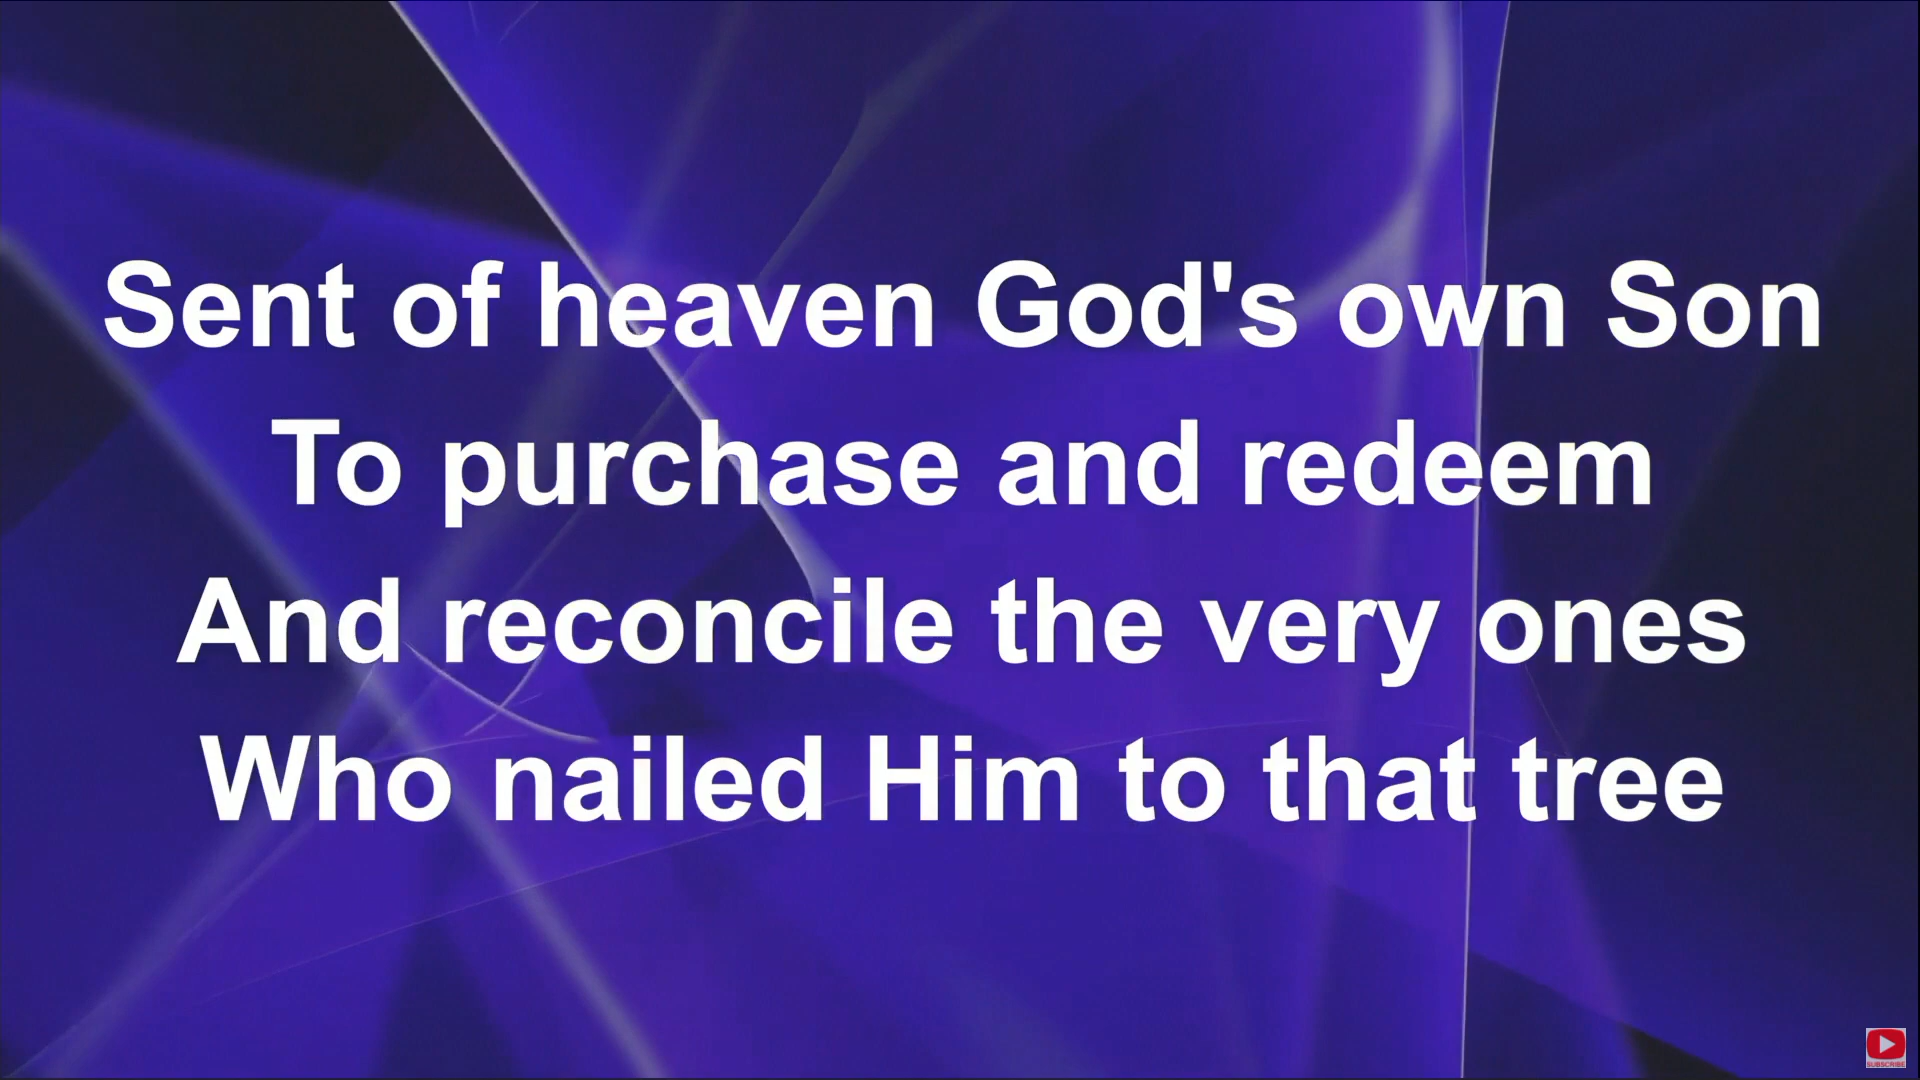 Sent of heaven God's own Son
To purchase and redeem
And reconcile the very ones
Who nailed Him to that tree
SUBSCRIBE